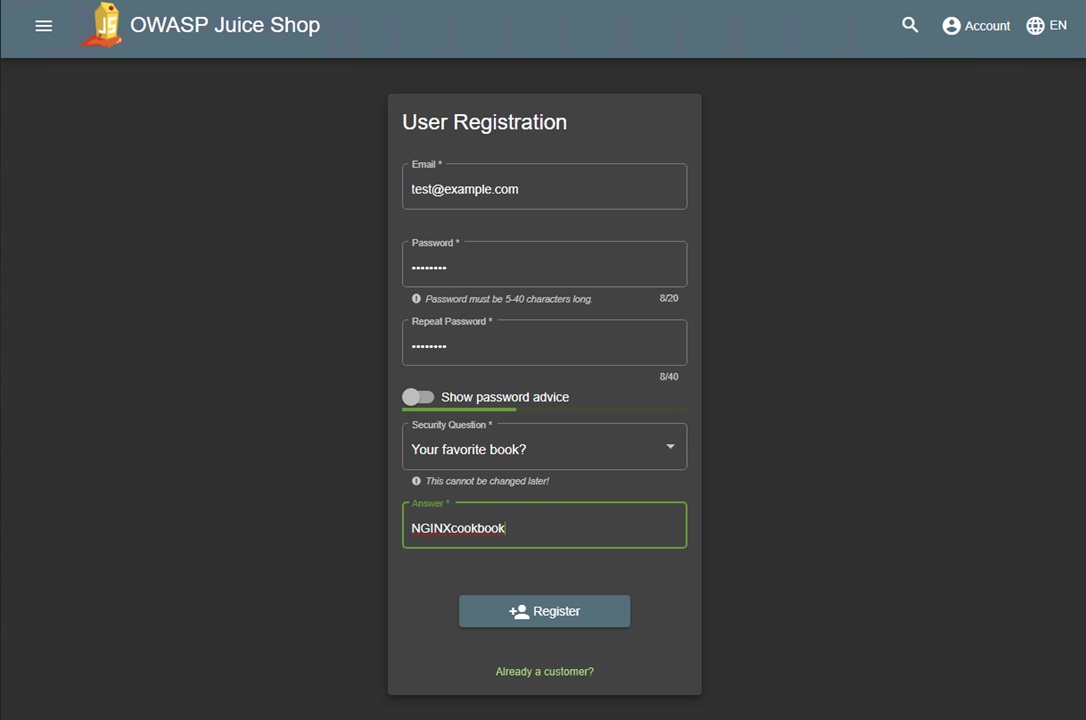 JS
OWASP Juice Shop
Account
EN
User Registration
Email *
test@example.com
Password *
••••••••
Password must be 5-40 characters long.
8/20
Repeat Password *
••••••••
8/40
Show password advice
Security Question *
Your favorite book?
This cannot be changed later!
Answer *
NGINXcookbook
Register
Already a customer?